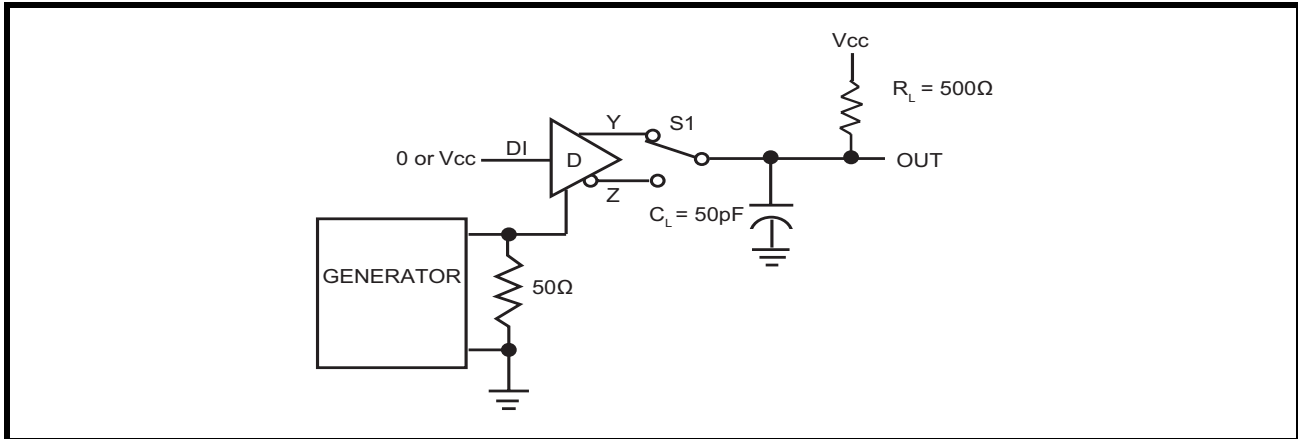 Vcc
R_L = 500Ω
Y
S1
0 or Vcc
DI
D
OUT
Z
C_L = 50pF
GENERATOR
50Ω